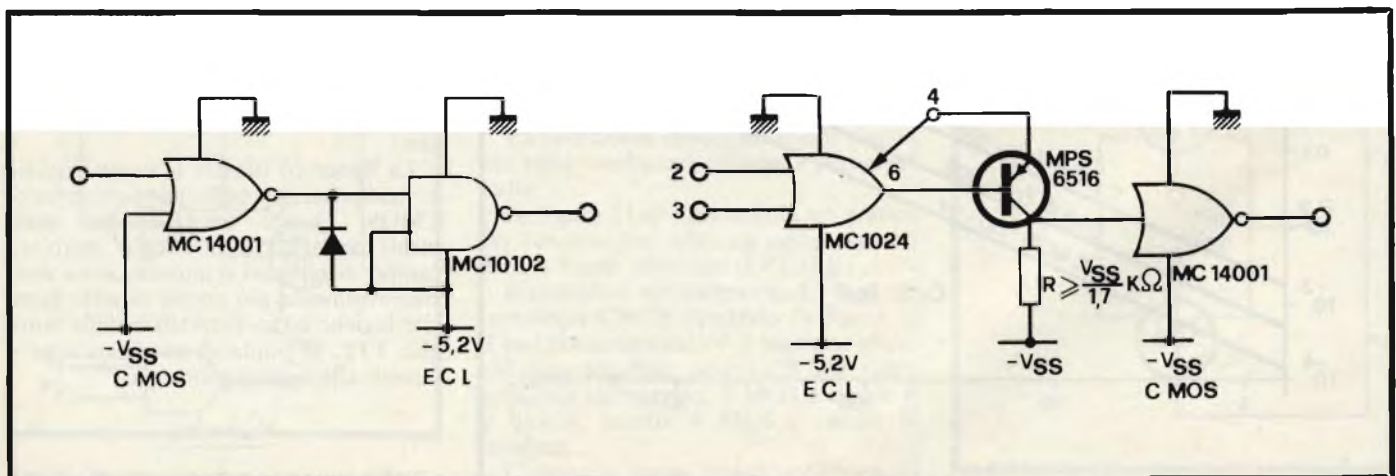 MC14001
-VSS
C MOS
MC10102
-5,2V
E C L
2
3
4
6
MC1024
-5,2V
E C L
MPS
6516
R ⩾ VSS/1,7 KΩ
-VSS
MC 14001
-VSS
C MOS